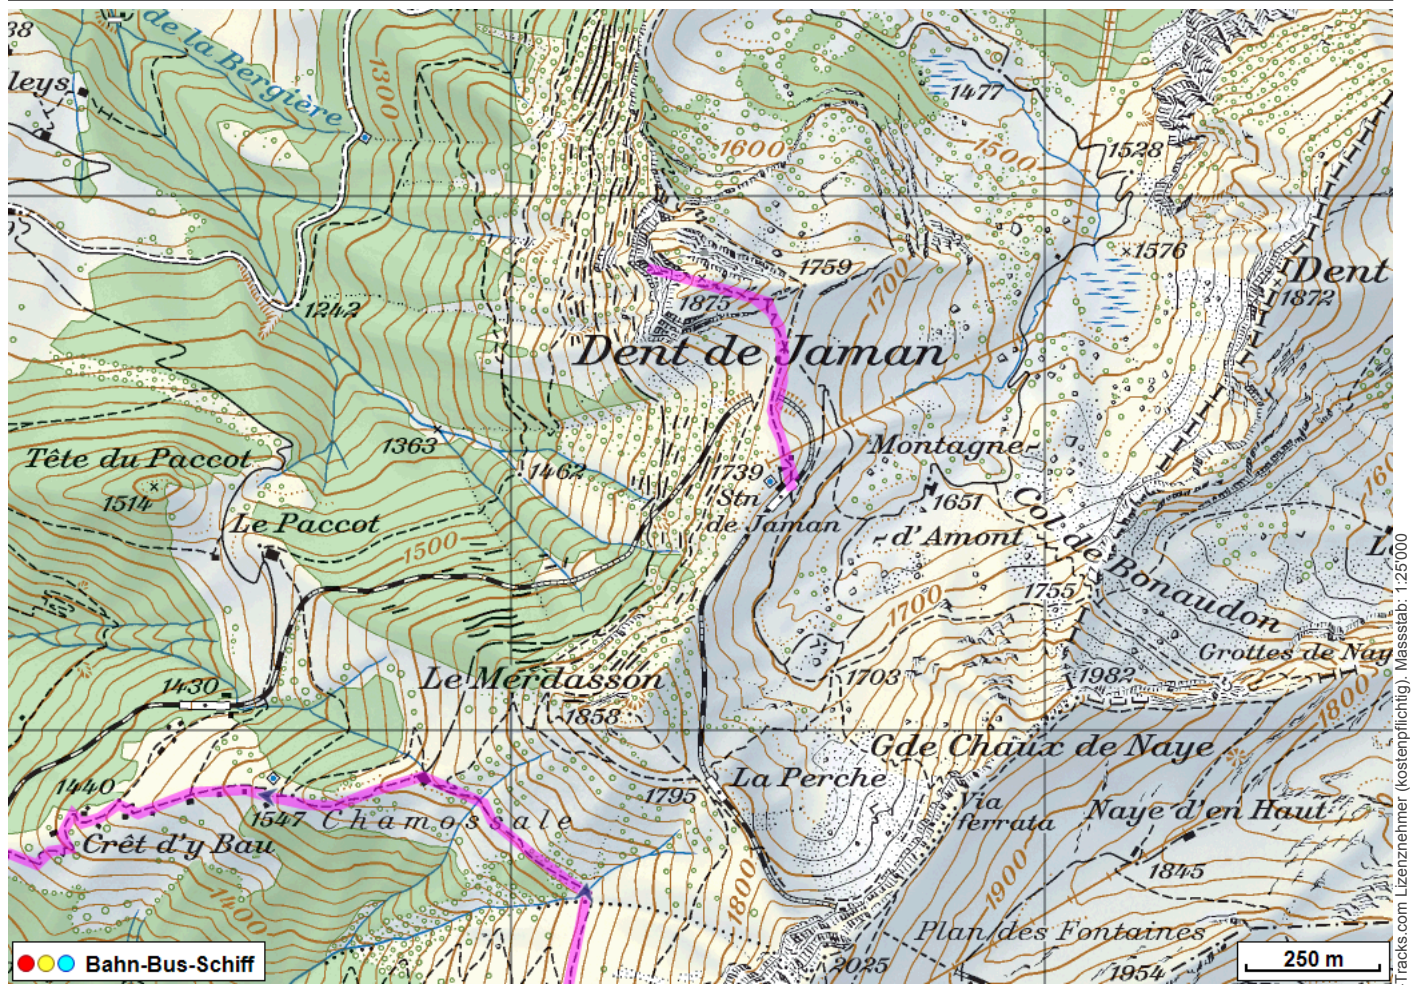 38
de la Bergière
1300
leys
1477
1600
1500
1528
1576
1759
1700
Dent
1872
1875
1242
Dent de Jaman
1363
Tête du Paccot
1462
1739
Montagne
1514
Stn
de Jaman
1651
Col de Bonaudon
Le Paccot
d'Amont
1500
1755
1700
Grottes de Nay
Le Merdasson
1430
1703
1982
1858
1800
Gde Chaux de Naye
La Perche
1440
1795
Via
ferrata
Naye d'en Haut
1547
Chamossale
Crêt d'y Bau
1845
1400
1800
1900
Plan des Fontaines
2025
1954
Bahn-Bus-Schiff
250 m
Tracks.com Lizenznehmer (kostenpflichtig). Massstab: 1:25'000